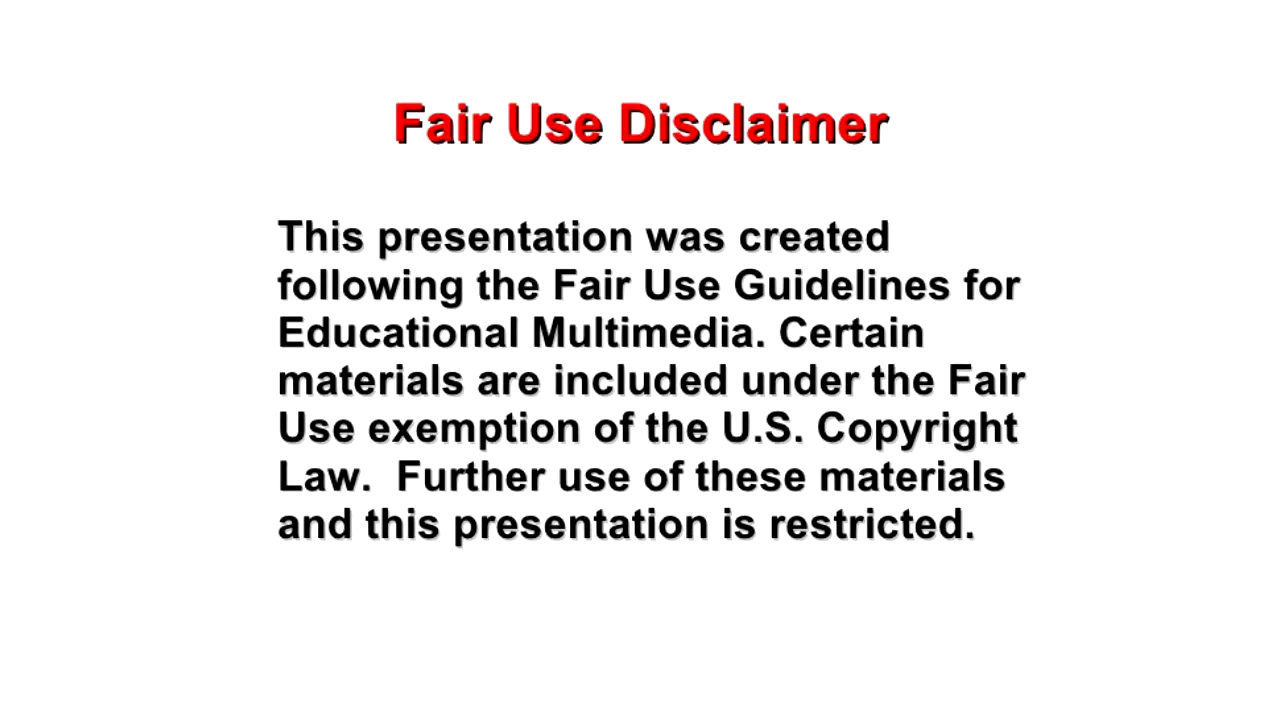 Fair Use Disclaimer
This presentation was created
following the Fair Use Guidelines for
Educational Multimedia. Certain
materials are included under the Fair
Use exemption of the U.S. Copyright
Law.  Further use of these materials
and this presentation is restricted.